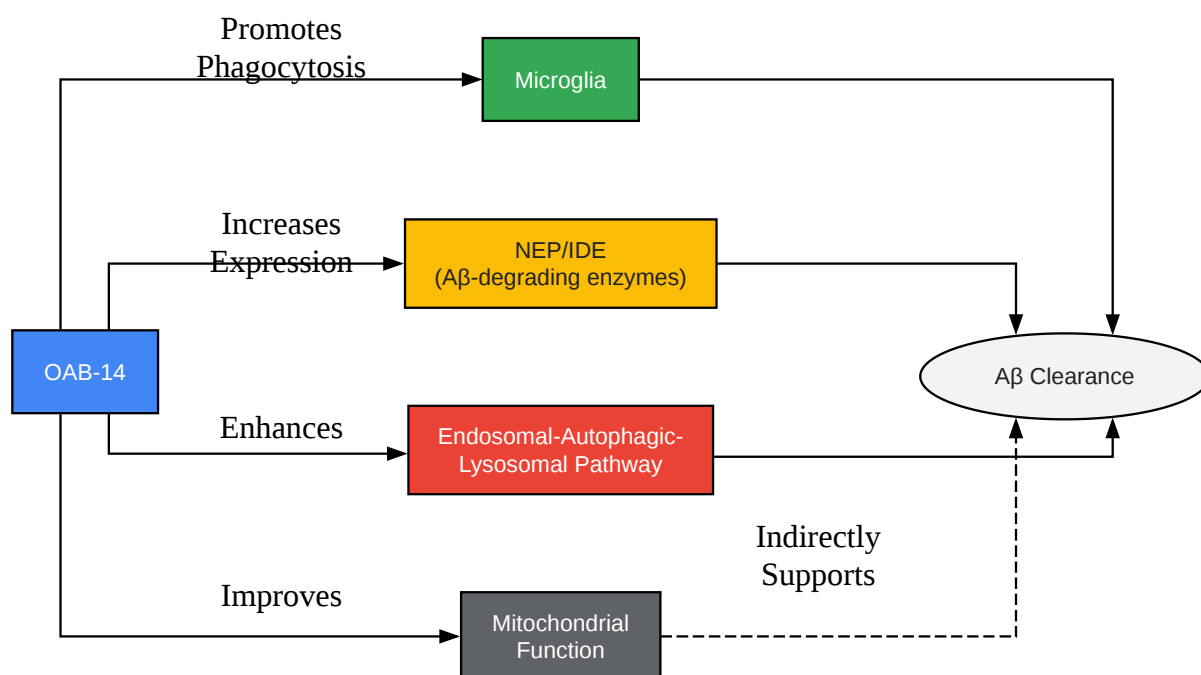 Promotes
Phagocytosis
Microglia
Increases
Expression
NEP/IDE
(Aβ-degrading enzymes)
OAB-14
Aβ Clearance
Enhances
Endosomal-Autophagic-
Lysosomal Pathway
Indirectly
Supports
Improves
Mitochondrial
Function